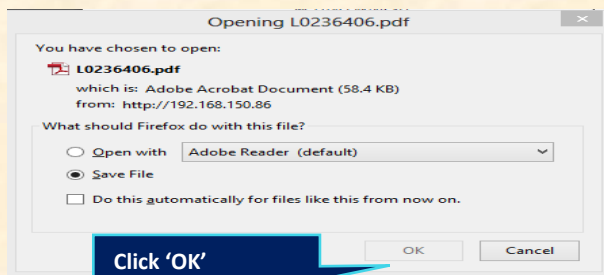 Opening L0236406.pdf
You have chosen to open:
L0236406.pdf
which is: Adobe Acrobat Document (58.4 KB)
from: http://192.168.150.86
What should Firefox do with this file?
Open with Adobe Reader (default)
Save File
Do this automatically for files like this from now on.
OK Cancel
Click ‘OK’